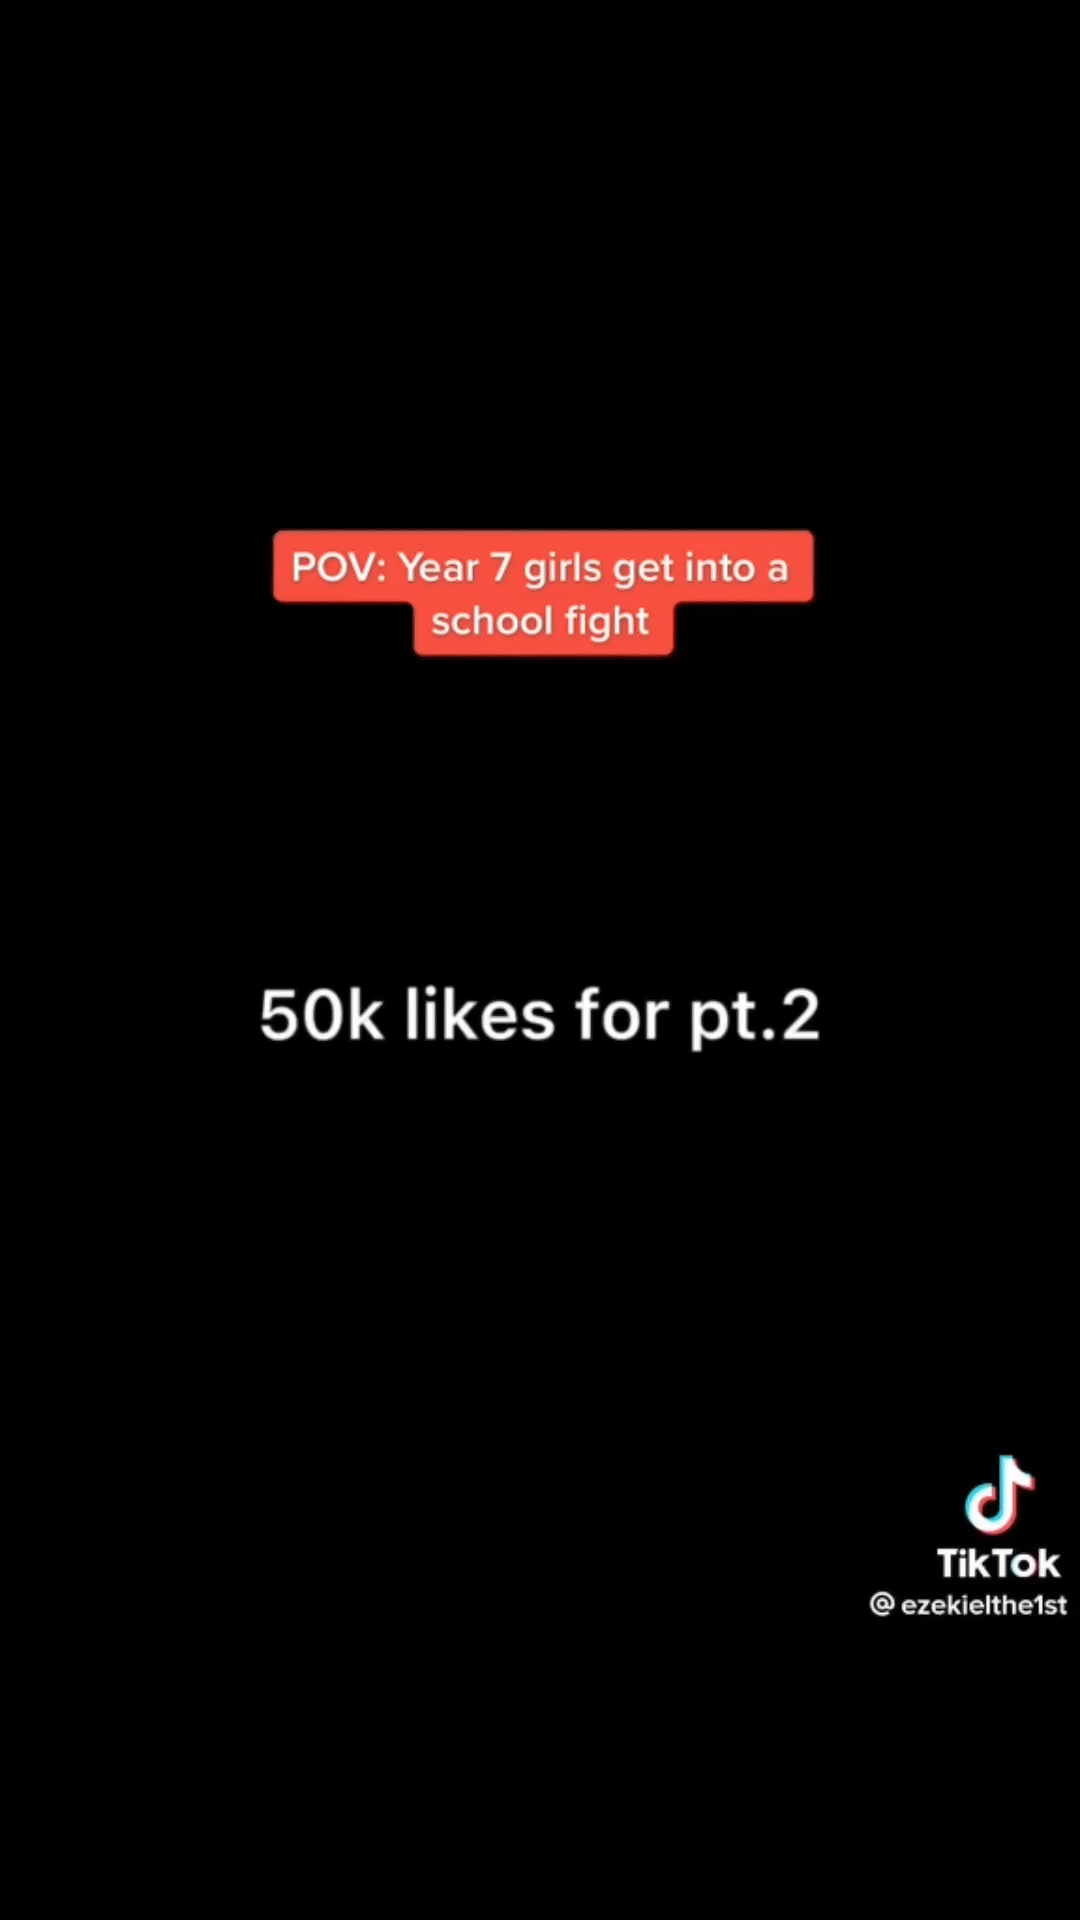 POV: Year 7 girls get into a
school fight
50k likes for pt.2
TikTok
@ ezekielthe1st